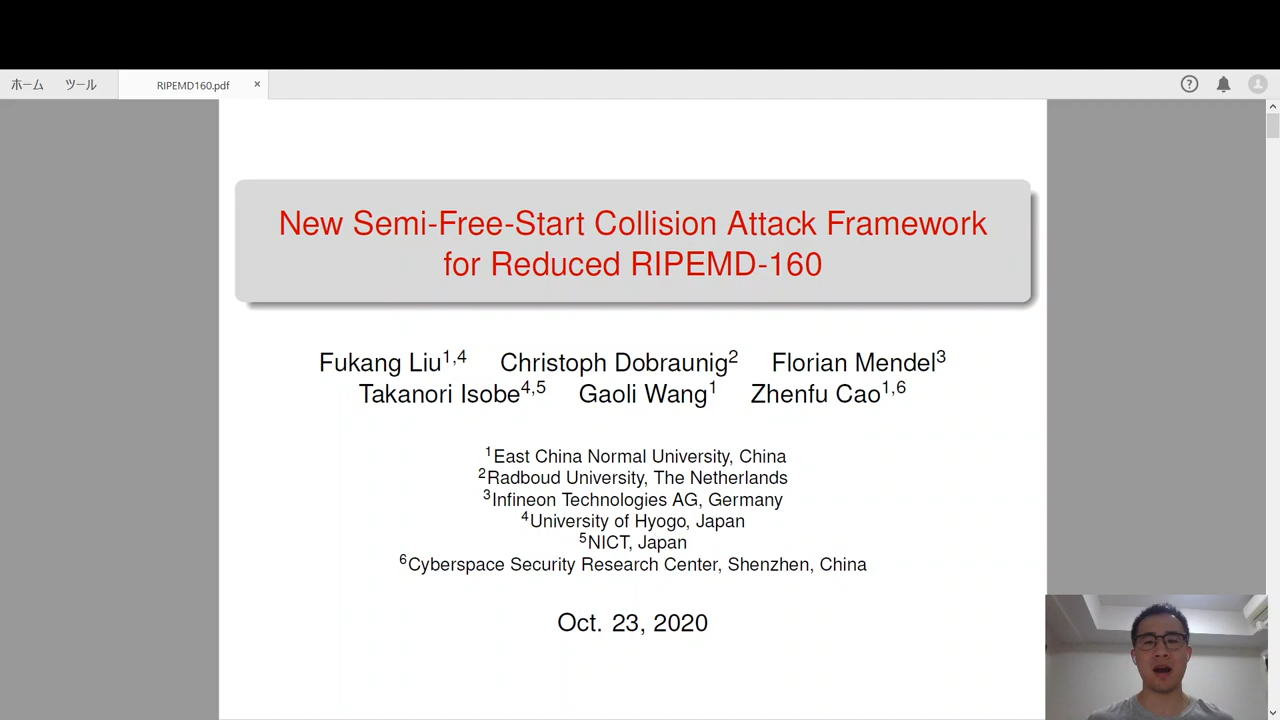 ホーム ツール RIPEMD160.pdf ×
New Semi-Free-Start Collision Attack Framework
for Reduced RIPEMD-160
Fukang Liu1,4 Christoph Dobraunig2 Florian Mendel3
Takanori Isobe4,5 Gaoli Wang1 Zhenfu Cao1,6
1East China Normal University, China
2Radboud University, The Netherlands
3Infineon Technologies AG, Germany
4University of Hyogo, Japan
5NICT, Japan
6Cyberspace Security Research Center, Shenzhen, China
Oct. 23, 2020